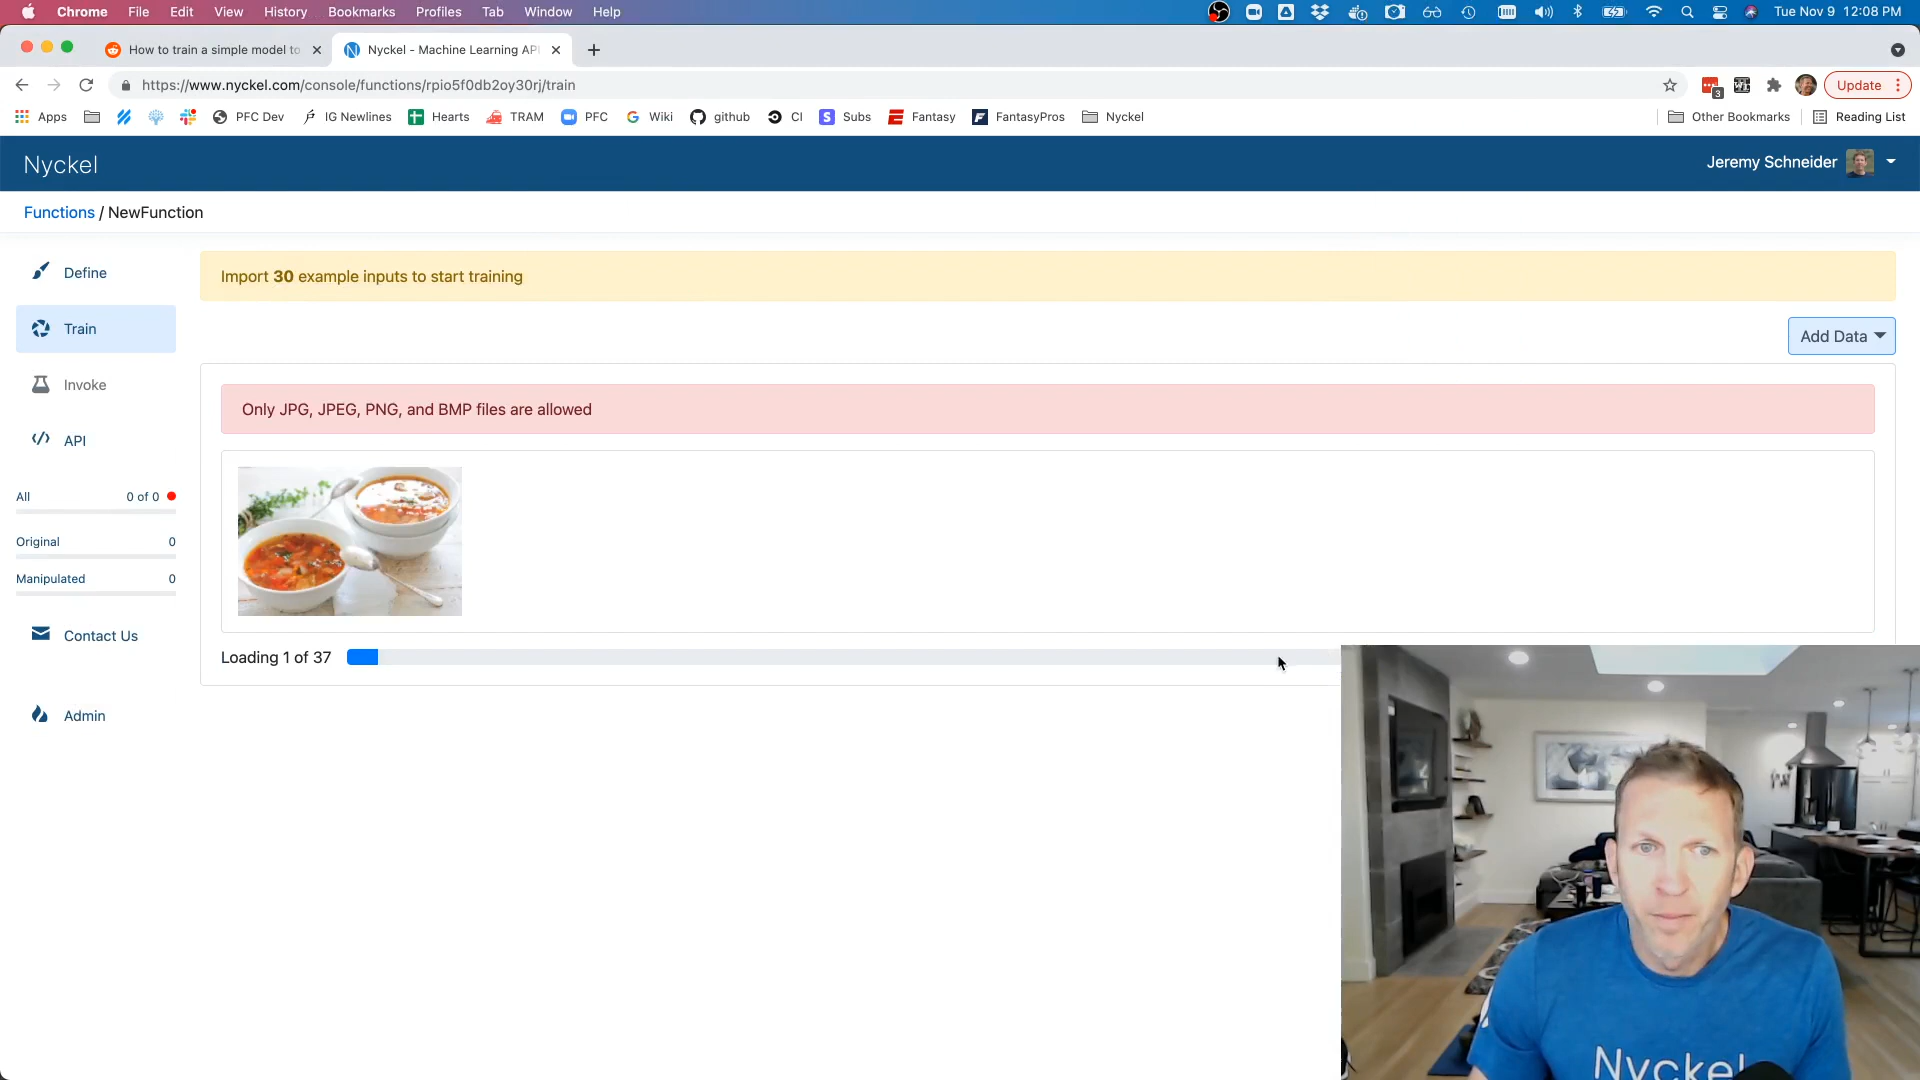 Chrome File Edit View History Bookmarks Profiles Tab Window Help Tue Nov 9 12:08 PM
How to train a simple model to Nyckel - Machine Learning API
https://www.nyckel.com/console/functions/rpio5f0db2oy30rj/train Update
Apps PFC Dev IG Newlines Hearts TRAM PFC Wiki github CI Subs Fantasy FantasyPros Nyckel Other Bookmarks Reading List
Nyckel Jeremy Schneider
Functions / NewFunction
Define
Import 30 example inputs to start training
Train
Add Data
Invoke
Only JPG, JPEG, PNG, and BMP files are allowed
API
All 0 of 0
Original 0
Manipulated 0
Contact Us
Loading 1 of 37
Admin
Nyckel